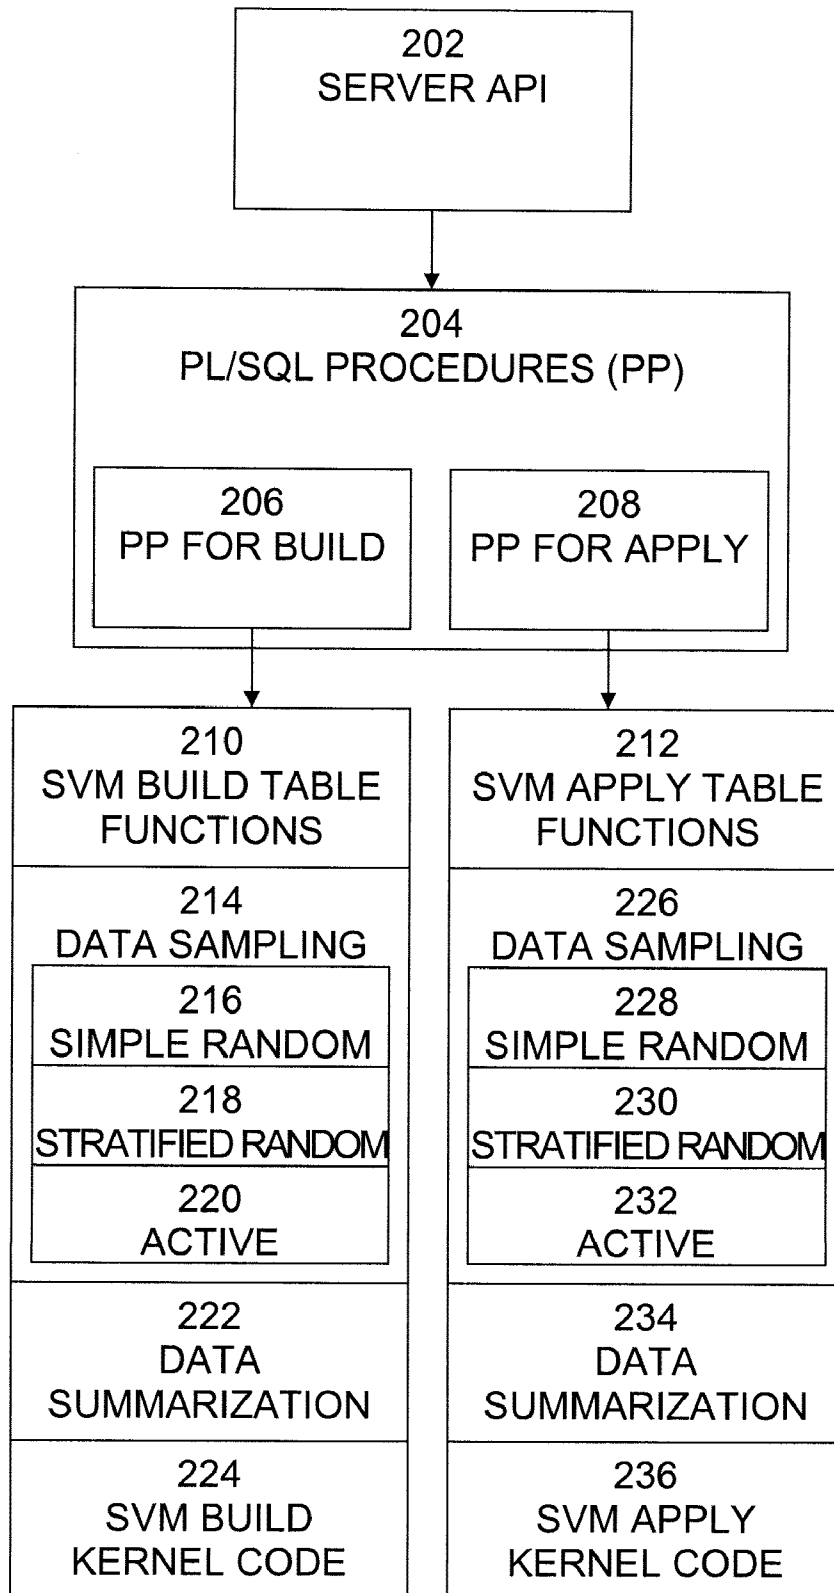 202
SERVER API
204
PL/SQL PROCEDURES (PP)
206
PP FOR BUILD
208
PP FOR APPLY
210
SVM BUILD TABLE
FUNCTIONS
214
DATA SAMPLING
216
SIMPLE RANDOM
218
STRATIFIED RANDOM
220
ACTIVE
222
DATA
SUMMARIZATION
224
SVM BUILD
KERNEL CODE
212
SVM APPLY TABLE
FUNCTIONS
226
DATA SAMPLING
228
SIMPLE RANDOM
230
STRATIFIED RANDOM
232
ACTIVE
234
DATA
SUMMARIZATION
236
SVM APPLY
KERNEL CODE